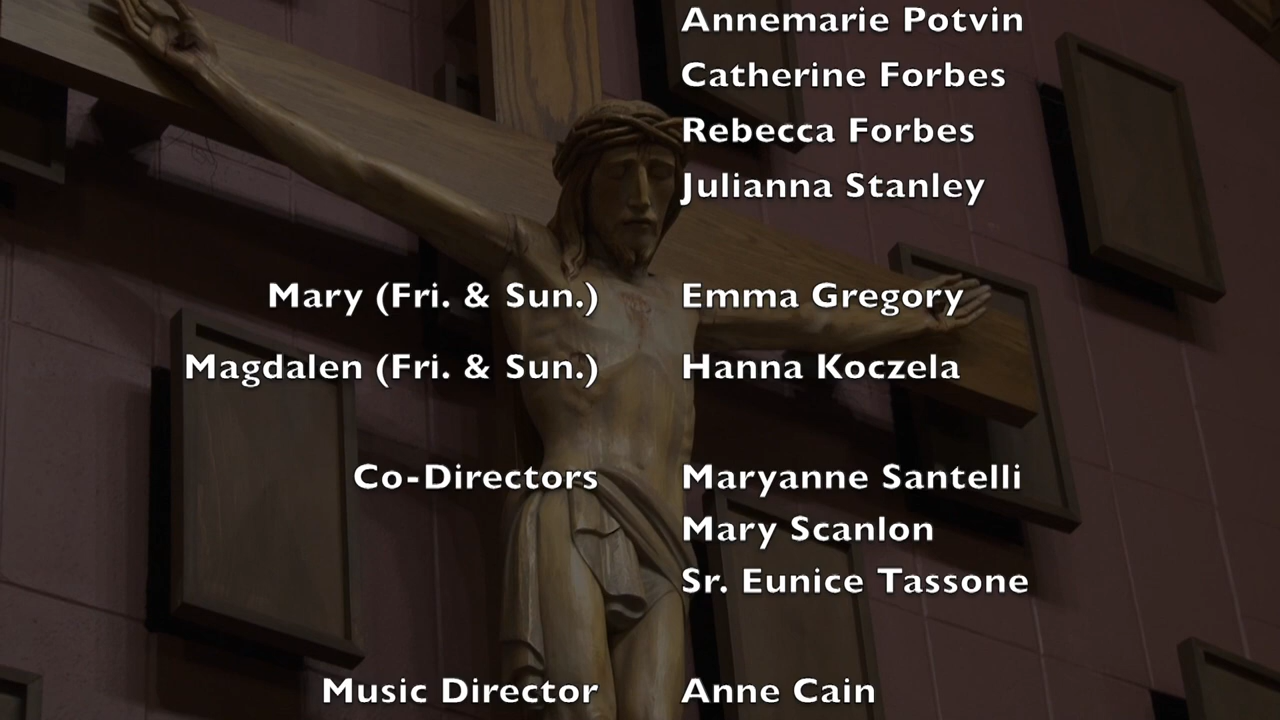 Annemarie Potvin
Catherine Forbes
Rebecca Forbes
Julianna Stanley
Mary (Fri. & Sun.) Emma Gregory
Magdalen (Fri. & Sun.) Hanna Koczela
Co-Directors Maryanne Santelli
Mary Scanlon
Sr. Eunice Tassone
Music Director Anne Cain